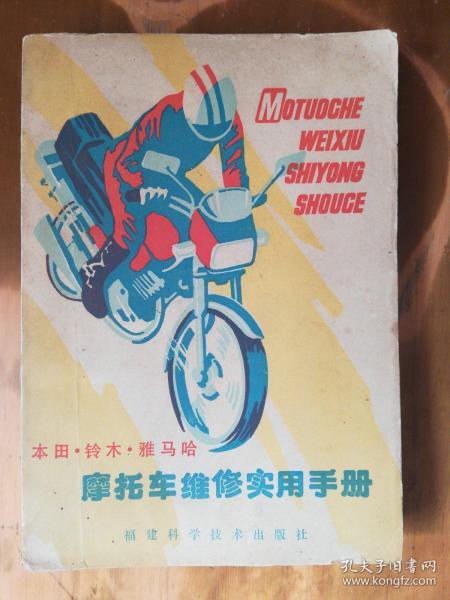 MOTUOCHE
WEIXIU
SHIYONG
SHOUCE
本田·铃木·雅马哈
摩托车维修实用手册
福建科学技术出版社
孔夫子旧书网
www.kongfz.com